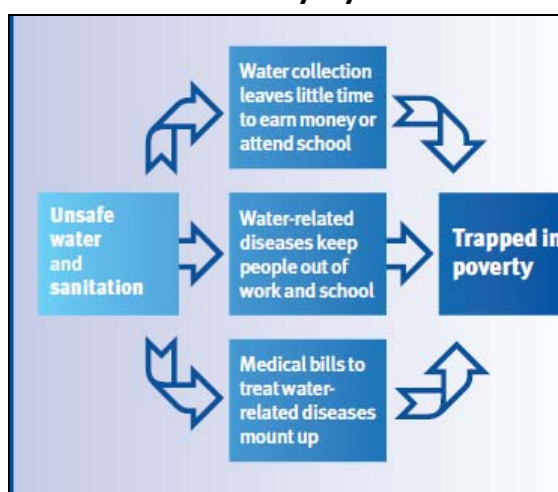 Water collection
leaves little time
to earn money or
attend school
Unsafe
water
and
sanitation
Water-related
diseases keep
people out of
work and school
Trapped in
poverty
Medical bills to
treat water-
related diseases
mount up